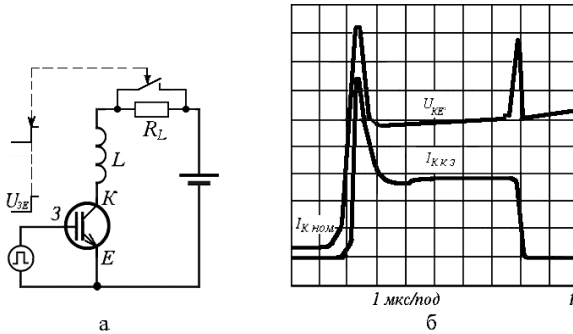 R_L
L
К
U_ЗЕ
З
Е
а
U_КЕ
I_К К З
I_К НОМ
1 мкс/под
t
б